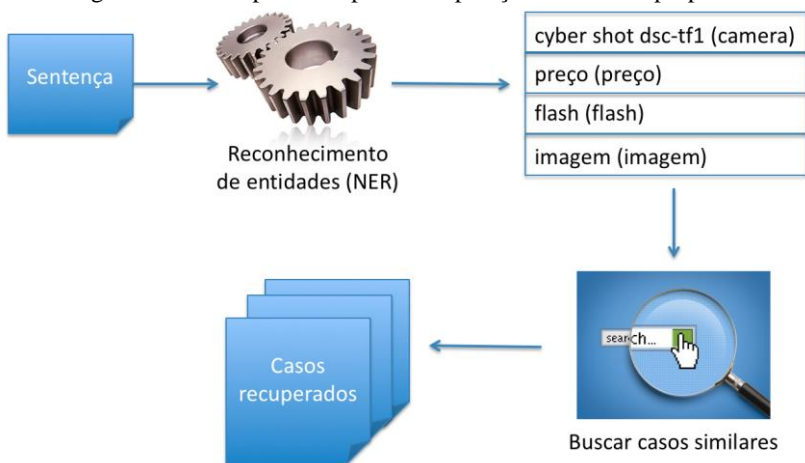 cyber shot dsc-tf1 (camera)
Sentença
preço (preço)
flash (flash)
imagem (imagem)
Reconhecimento
de entidades (NER)
search...
Casos
recuperados
Buscar casos similares